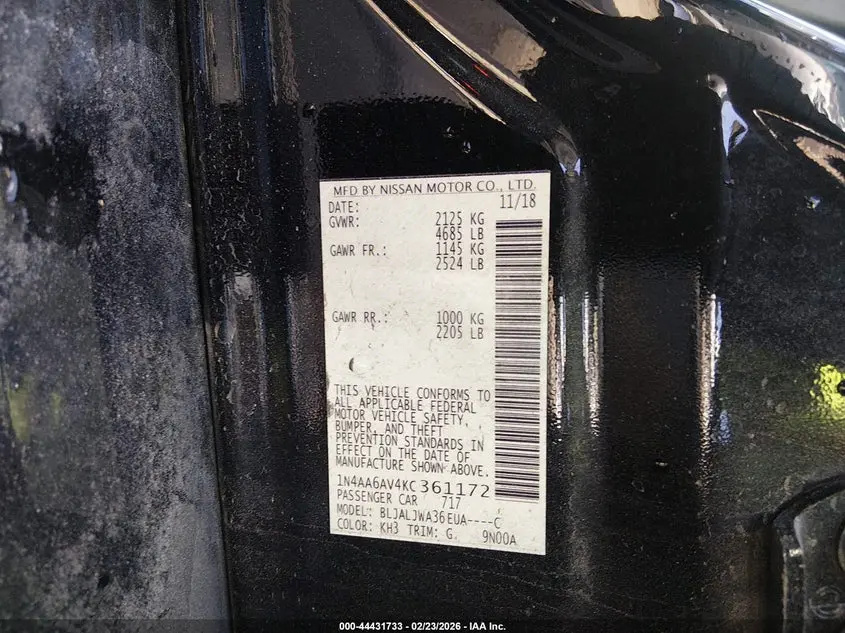 MFD BY NISSAN MOTOR CO., LTD.
DATE: 11/18
GVWR: 2125 KG
4685 LB
GAWR FR.: 1145 KG
2524 LB
GAWR RR.: 1000 KG
2205 LB
THIS VEHICLE CONFORMS TO
ALL APPLICABLE FEDERAL
MOTOR VEHICLE SAFETY,
BUMPER, AND THEFT
PREVENTION STANDARDS IN
EFFECT ON THE DATE OF
MANUFACTURE SHOWN ABOVE.
1N4AA6AV4KC361172
PASSENGER CAR 717
MODEL: BLJALJWA36EUA----C
COLOR: KH3 TRIM: G. 9N00A
000-44431733 - 02/23/2026 - IAA Inc.